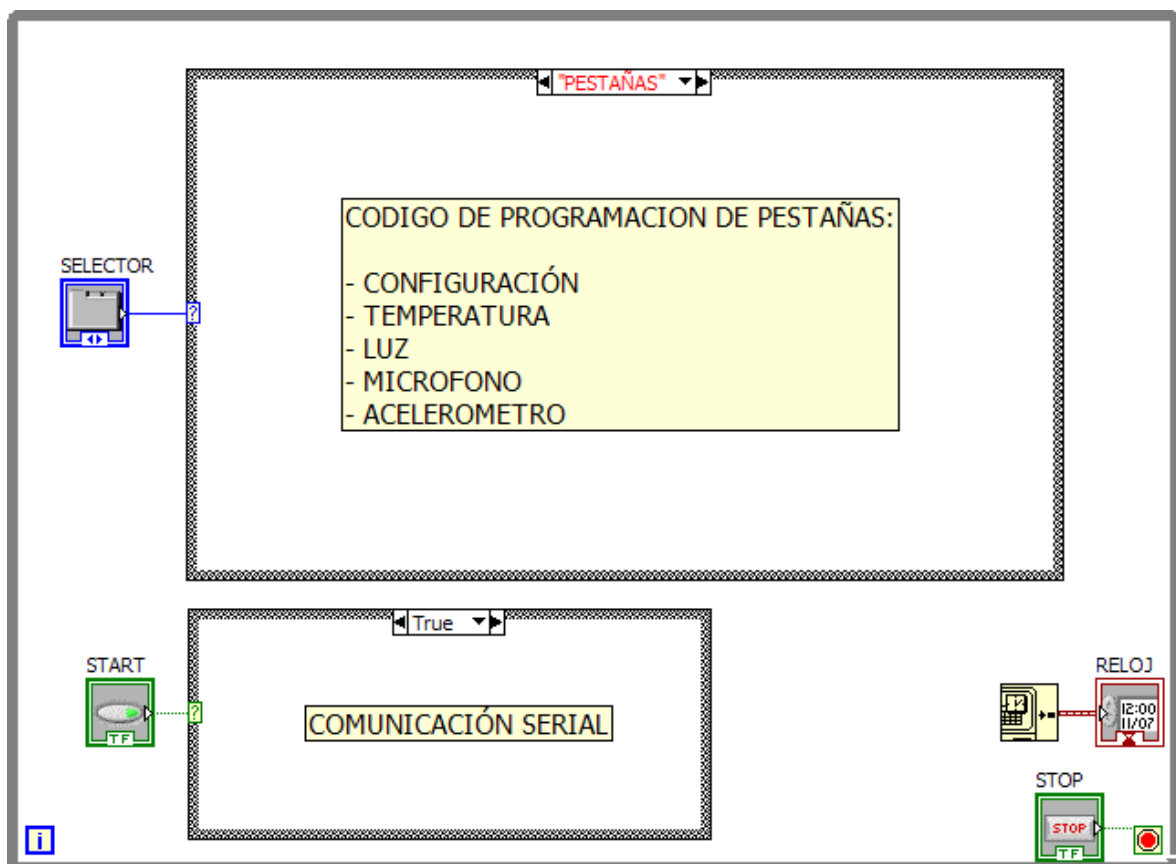 "PESTAÑAS"
CODIGO DE PROGRAMACION DE PESTAÑAS:
- CONFIGURACIÓN
- TEMPERATURA
- LUZ
- MICROFONO
- ACELEROMETRO
SELECTOR
?
True
START
?
TF
COMUNICACIÓN SERIAL
RELOJ
12:00
11/07
STOP
STOP
TF
i